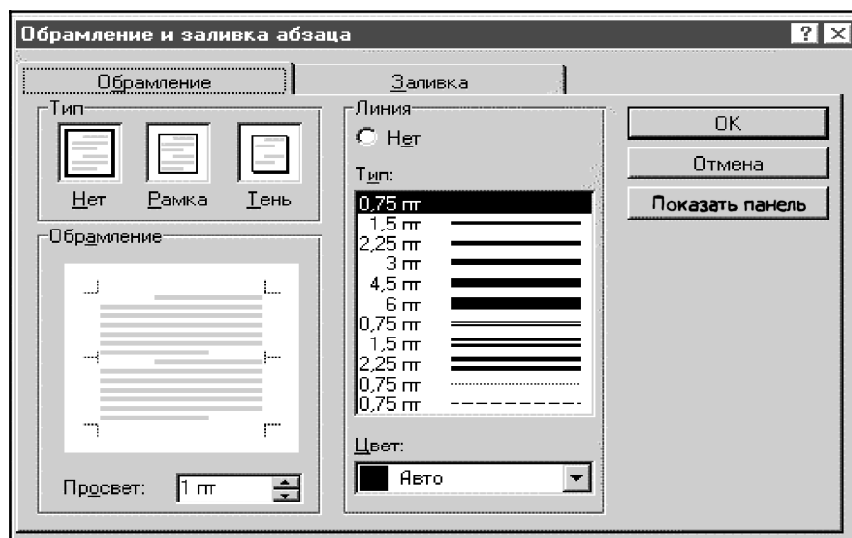 Обрамление и заливка абзаца
Обрамление
Заливка
Тип
Нет
Рамка
Тень
Обрамление
Просвет:
1 пт
Линия
Нет
Тип:
0,75 пт
1,5 пт
2,25 пт
3 пт
4,5 пт
6 пт
0,75 пт
1,5 пт
2,25 пт
0,75 пт
0,75 пт
Цвет:
Авто
OK
Отмена
Показать панель